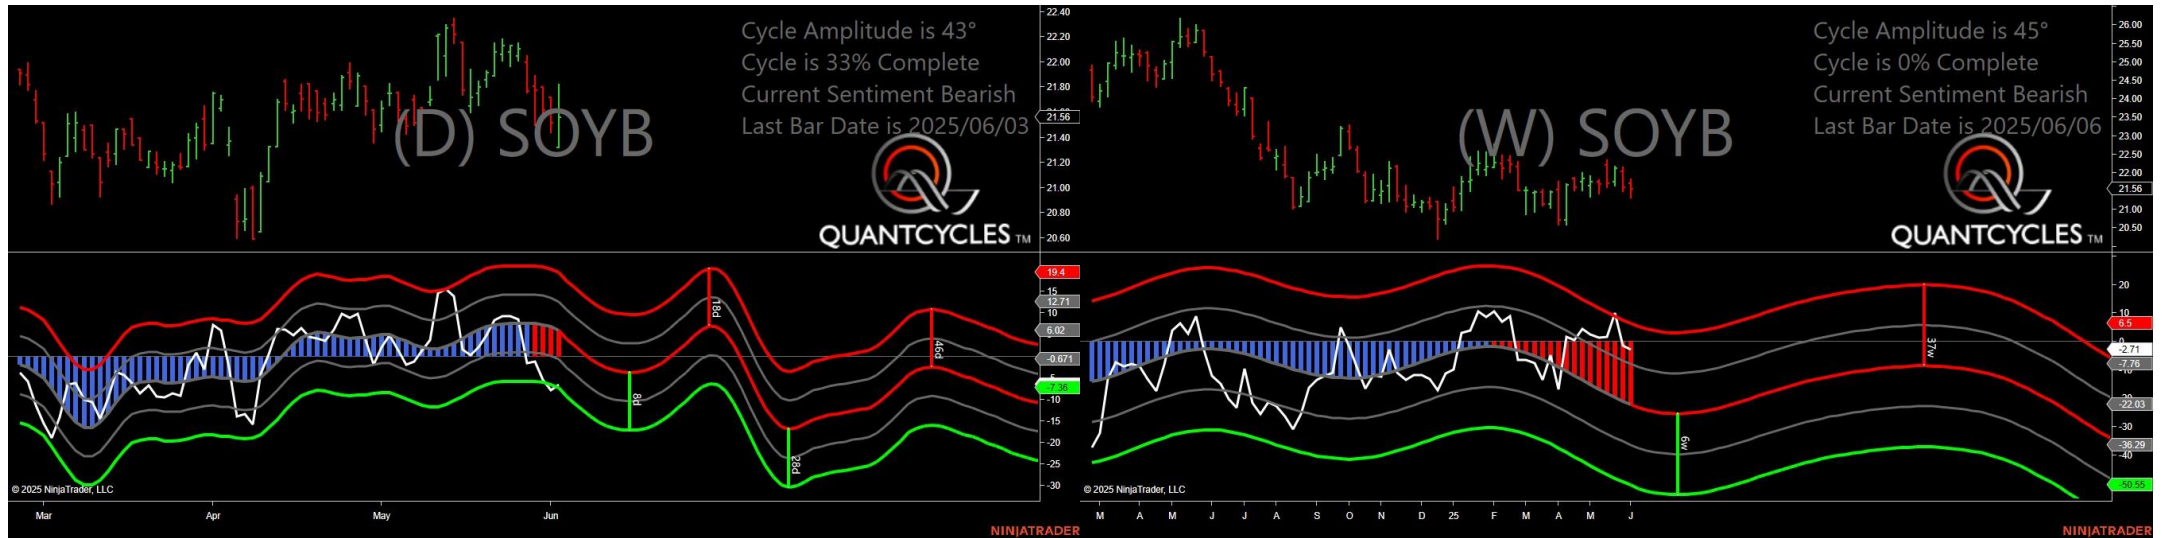 Cycle Amplitude is 43°
Cycle is 33% Complete
Current Sentiment Bearish
Last Bar Date is 2025/06/03
(D) SOYB
QUANTCYCLES TM
22.40
22.20
22.00
21.80
21.56
21.40
21.20
21.00
20.80
20.60
19.4
15
12.71
10
6.02
-0.671
-7.36
-10
-15
-20
-25
-30
8d
18d
28d
46d
© 2025 NinjaTrader, LLC
Mar Apr May Jun
NINJATRADER
Cycle Amplitude is 45°
Cycle is 0% Complete
Current Sentiment Bearish
Last Bar Date is 2025/06/06
(W) SOYB
QUANTCYCLES TM
26.00
25.50
25.00
24.50
24.00
23.50
23.00
22.50
22.00
21.56
21.00
20.50
20
10
6.5
-2.71
-7.76
-22.03
-30
-36.29
-40
-50.55
6w
37w
© 2025 NinjaTrader, LLC
M A M J J A S O N D 25 F M A M J
NINJATRADER